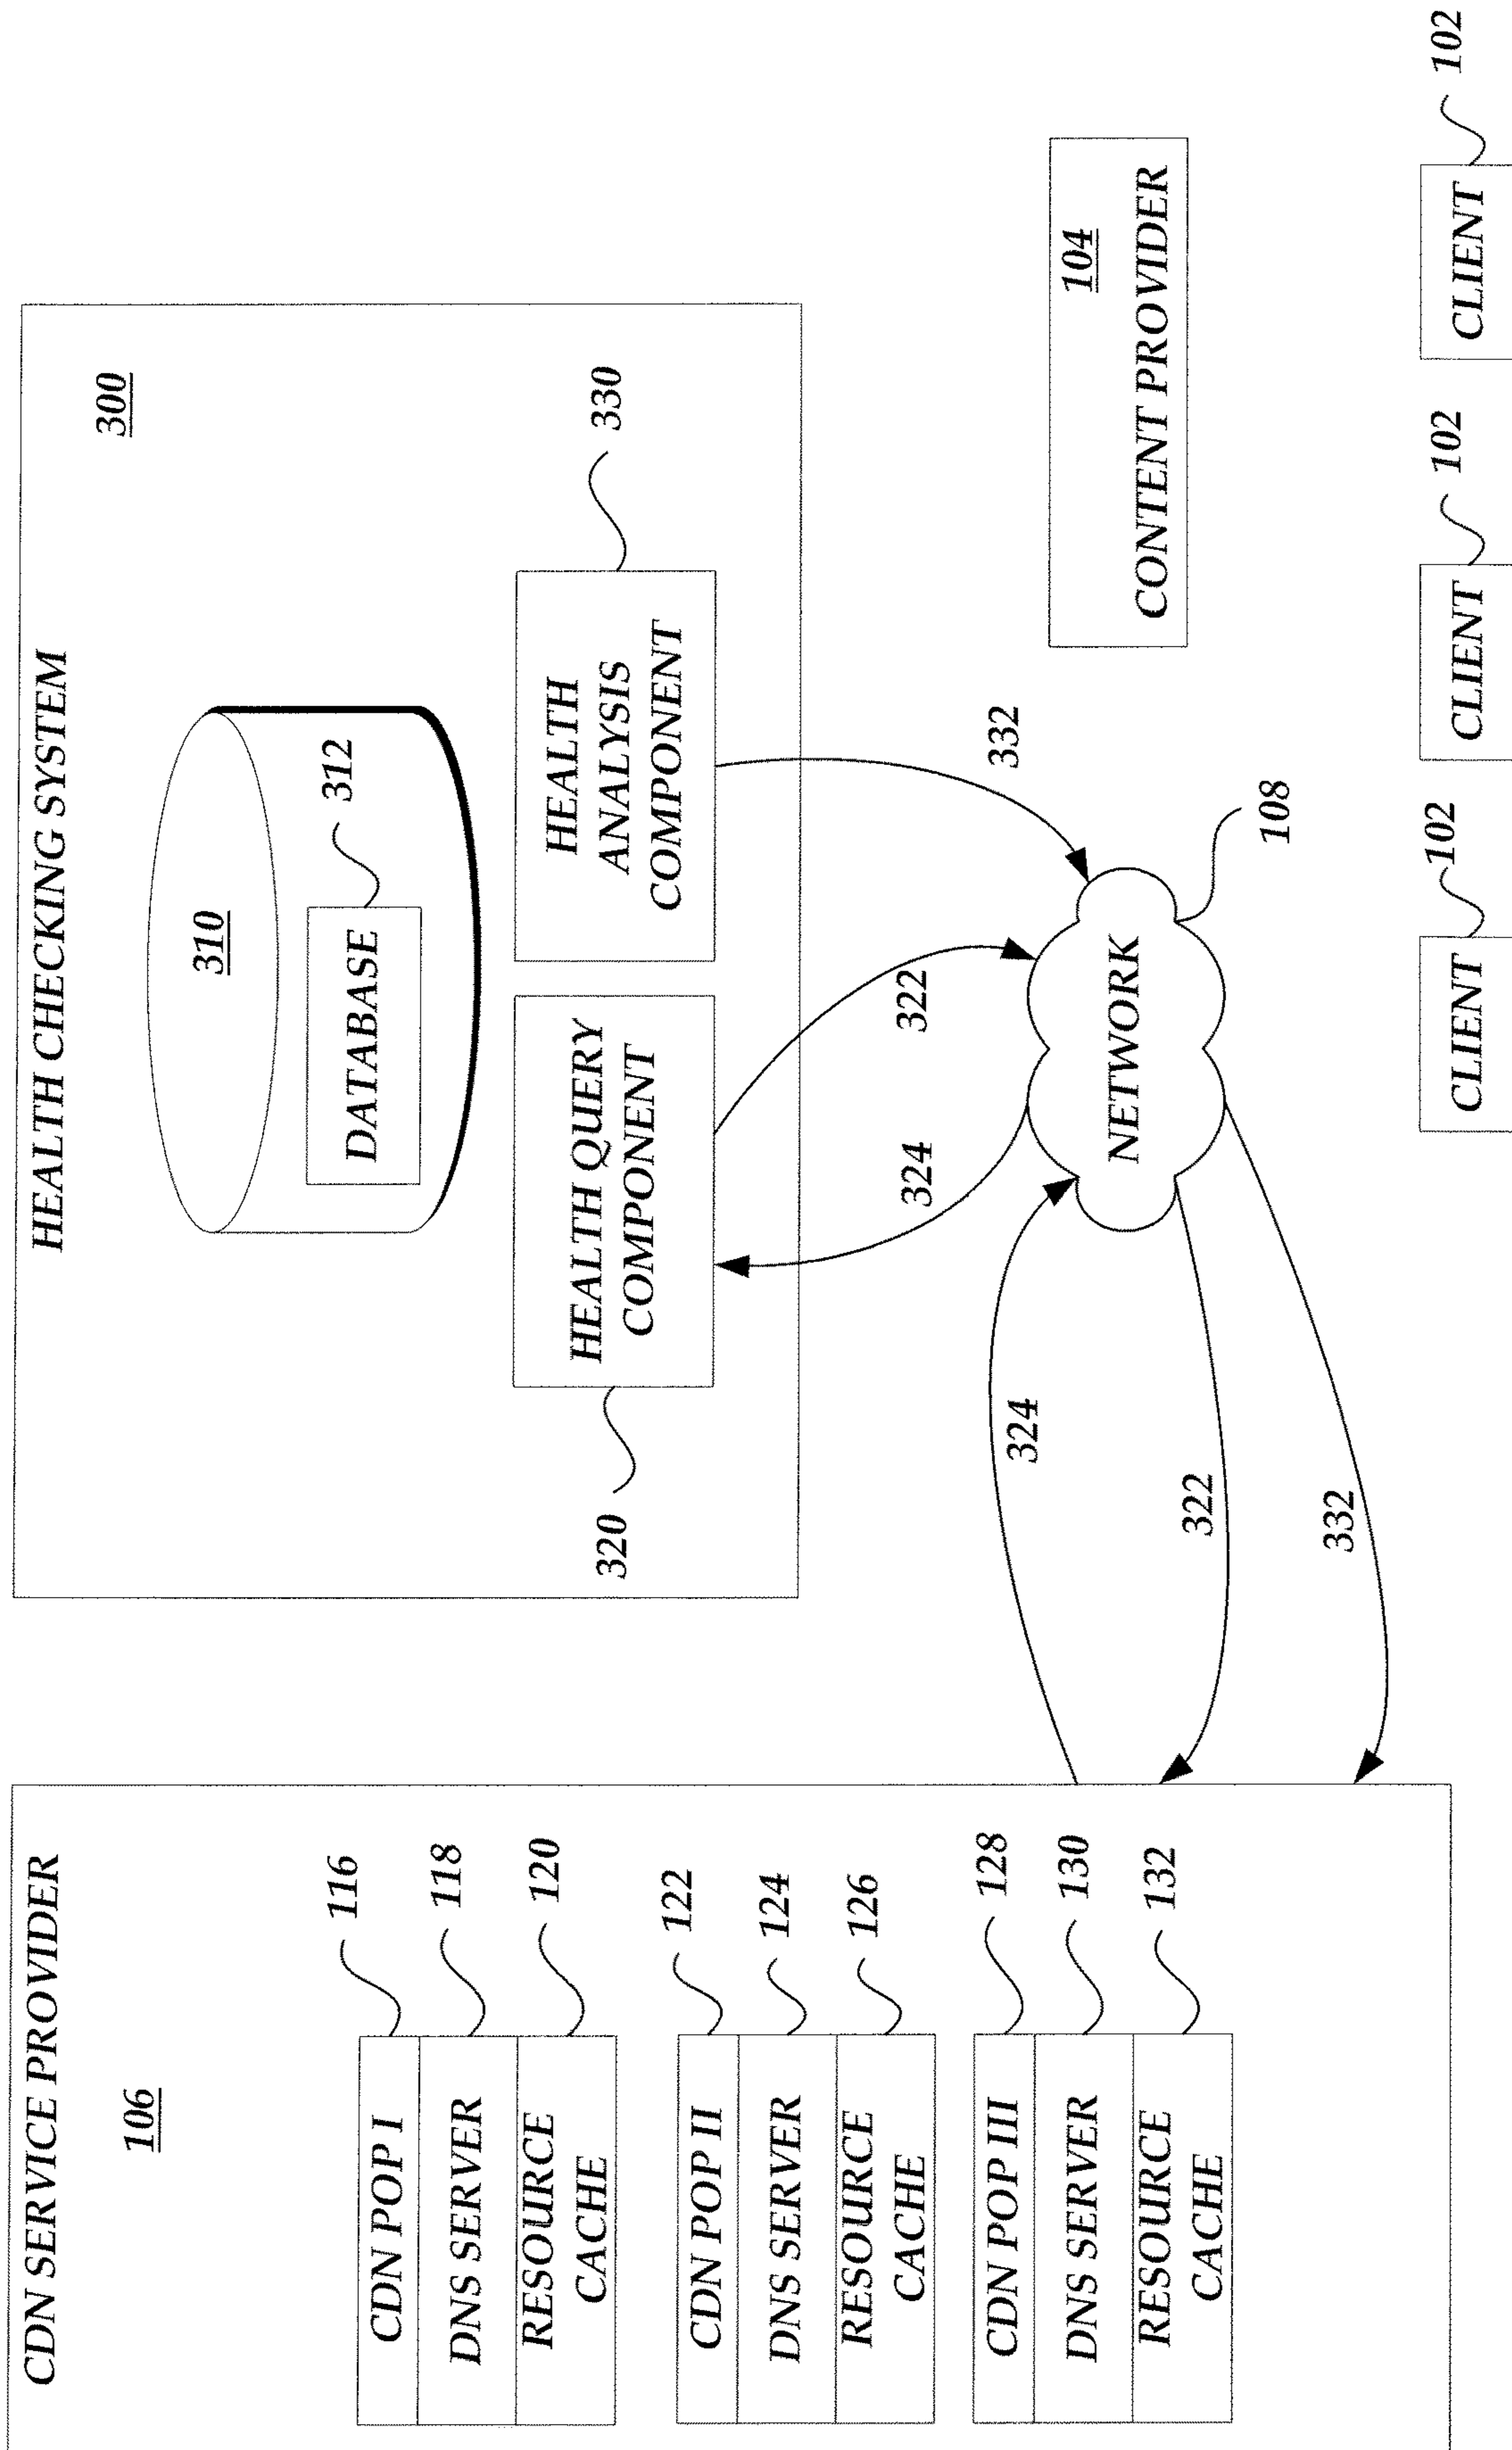 CDN SERVICE PROVIDER
106
CDN POP I
116
DNS SERVER
118
RESOURCE
CACHE
120
CDN POP II
122
DNS SERVER
124
RESOURCE
CACHE
126
CDN POP III
128
DNS SERVER
130
RESOURCE
CACHE
132
HEALTH CHECKING SYSTEM
300
310
DATABASE
312
HEALTH QUERY
COMPONENT
320
HEALTH
ANALYSIS
COMPONENT
330
324
322
332
324
322
332
NETWORK
108
104
CONTENT PROVIDER
CLIENT
102
CLIENT
102
CLIENT
102